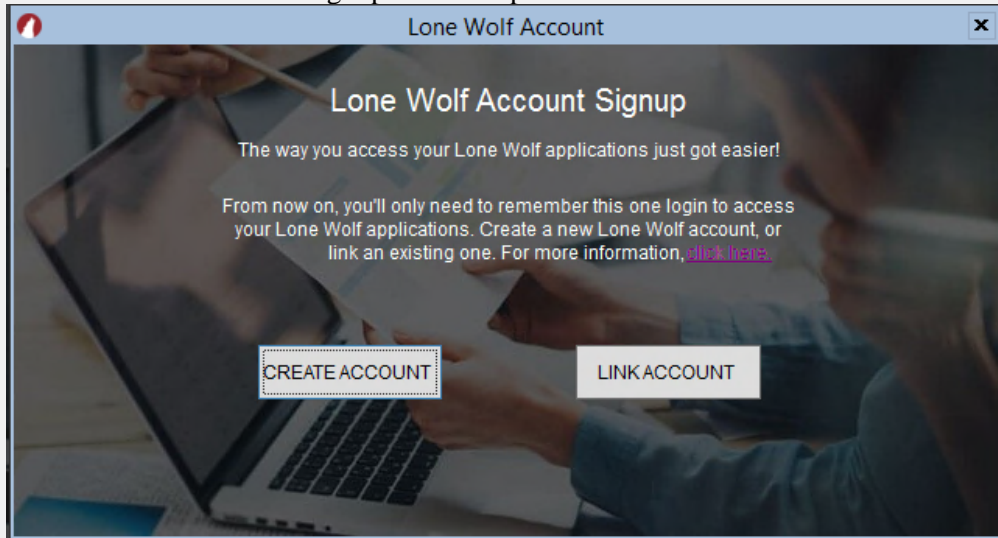 Lone Wolf Account
Lone Wolf Account Signup
The way you access your Lone Wolf applications just got easier!
From now on, you'll only need to remember this one login to access
your Lone Wolf applications. Create a new Lone Wolf account, or
link an existing one. For more information, click here.
CREATE ACCOUNT
LINK ACCOUNT